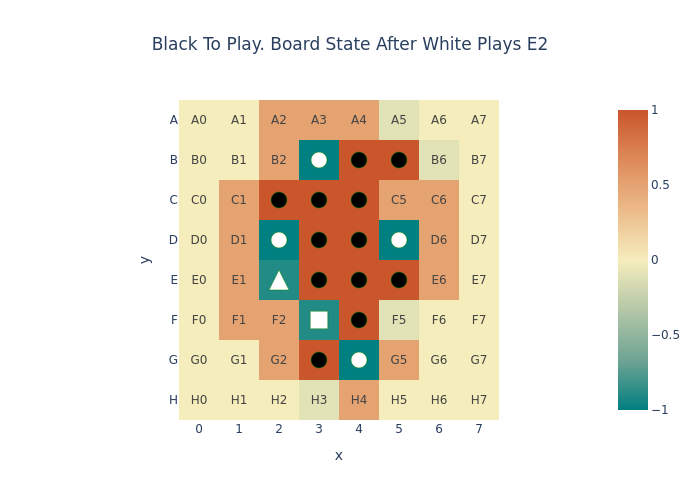 Black To Play. Board State After White Plays E2
A A0 A1 A2 A3 A4 A5 A6 A7
B B0 B1 B2 B6 B7
C C0 C1 C5 C6 C7
D D0 D1 D6 D7
E E0 E1 E6 E7
F F0 F1 F2 F5 F6 F7
G G0 G1 G2 G5 G6 G7
H H0 H1 H2 H3 H4 H5 H6 H7
0 1 2 3 4 5 6 7
x
y
1
0.5
0
−0.5
−1